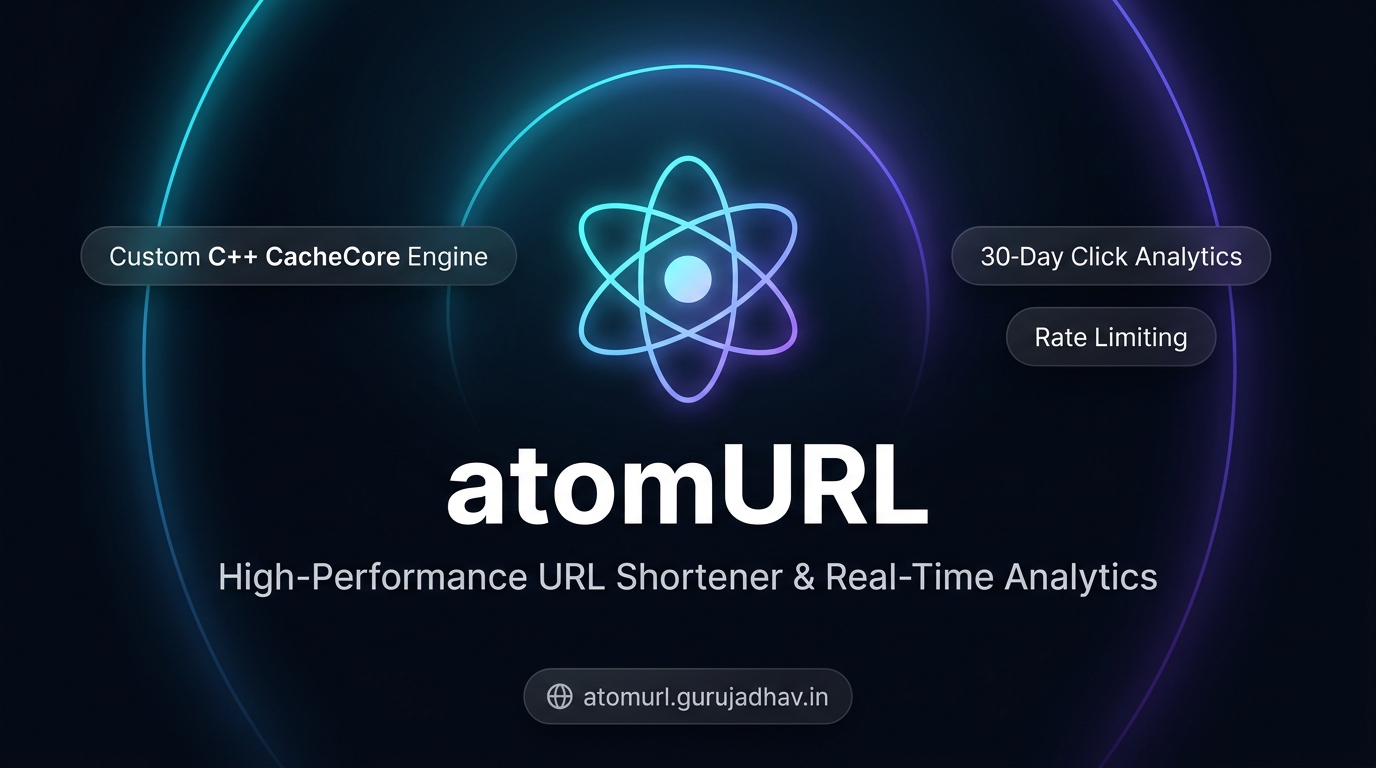 Custom C++ CacheCore Engine
30-Day Click Analytics
Rate Limiting
atomURL
High-Performance URL Shortener & Real-Time Analytics
atomurl.gurujadhav.in